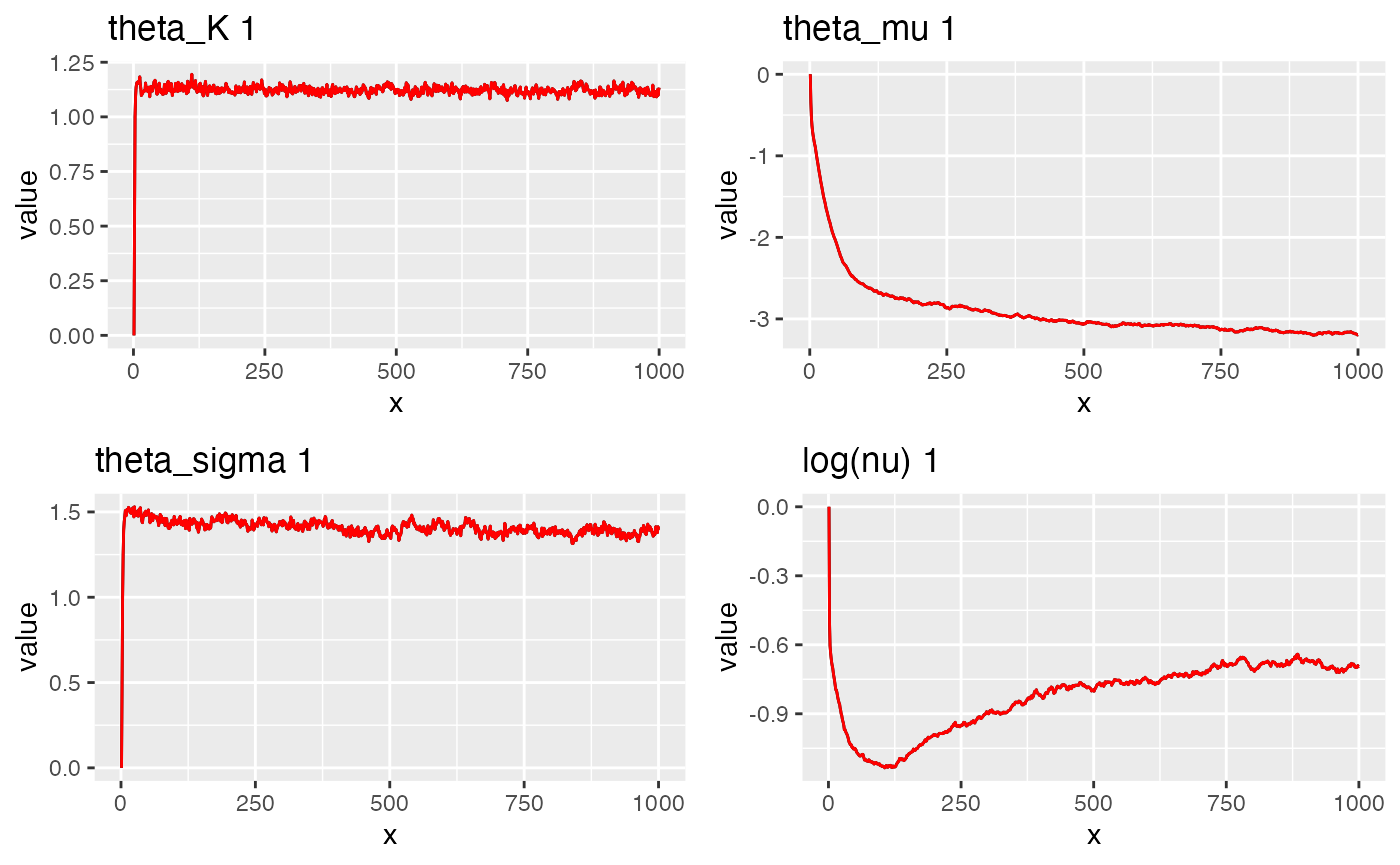 theta_K 1
value
1.25
1.00
0.75
0.50
0.25
0.00
0 250 500 750 1000
x
theta_mu 1
value
0
-1
-2
-3
0 250 500 750 1000
x
theta_sigma 1
value
1.5
1.0
0.5
0.0
0 250 500 750 1000
x
log(nu) 1
value
0.0
-0.3
-0.6
-0.9
0 250 500 750 1000
x